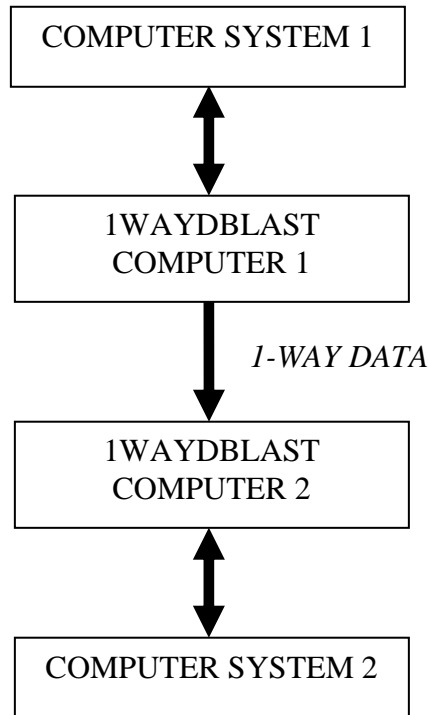 COMPUTER SYSTEM 1
1WAYDBLAST
COMPUTER 1
1-WAY DATA
1WAYDBLAST
COMPUTER 2
COMPUTER SYSTEM 2